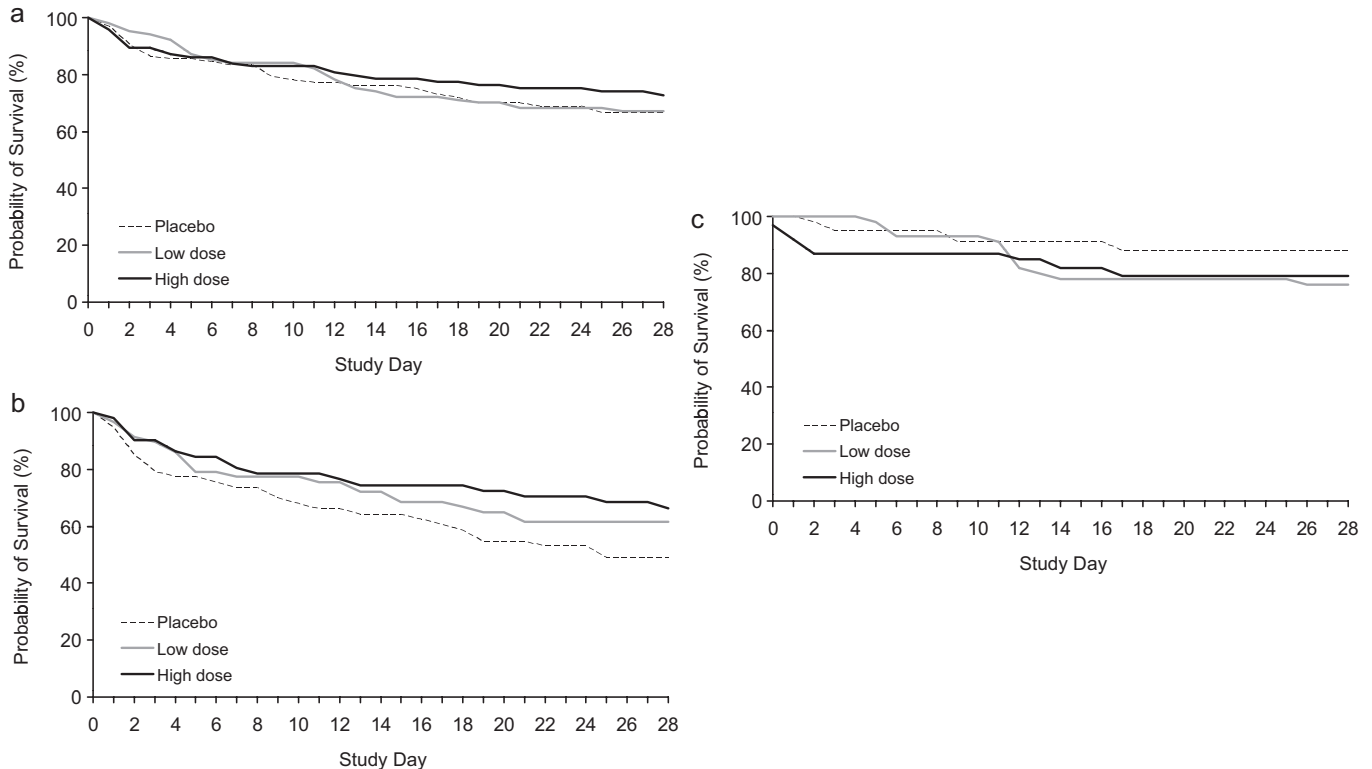 a
Probability of Survival (%)
100
80
60
40
20
0
Placebo
Low dose
High dose
0 2 4 6 8 10 12 14 16 18 20 22 24 26 28
Study Day
b
Probability of Survival (%)
100
80
60
40
20
0
Placebo
Low dose
High dose
0 2 4 6 8 10 12 14 16 18 20 22 24 26 28
Study Day
c
Probability of Survival (%)
100
80
60
40
20
0
Placebo
Low dose
High dose
0 2 4 6 8 10 12 14 16 18 20 22 24 26 28
Study Day